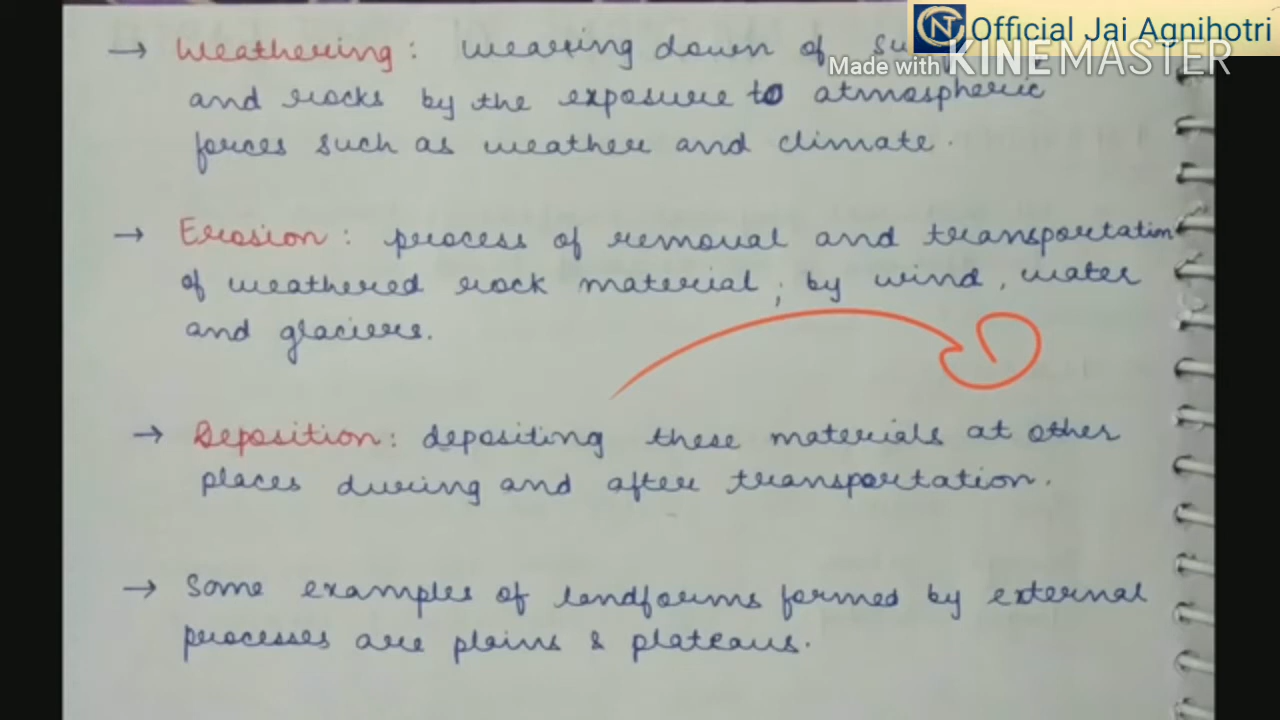 Official Jai Agnihotri
Made with KINEMASTER
→ Weathering : wearing down of
and rocks by the exposure to atmospheric
forces such as weather and climate.
→ Erosion : process of removal and transportation
of weathered rock material ; by wind, water
and glaciers.
→ Deposition : depositing these materials at other
places during and after transportation.
→ Some examples of landforms formed by external
processes are plains & plateaus.